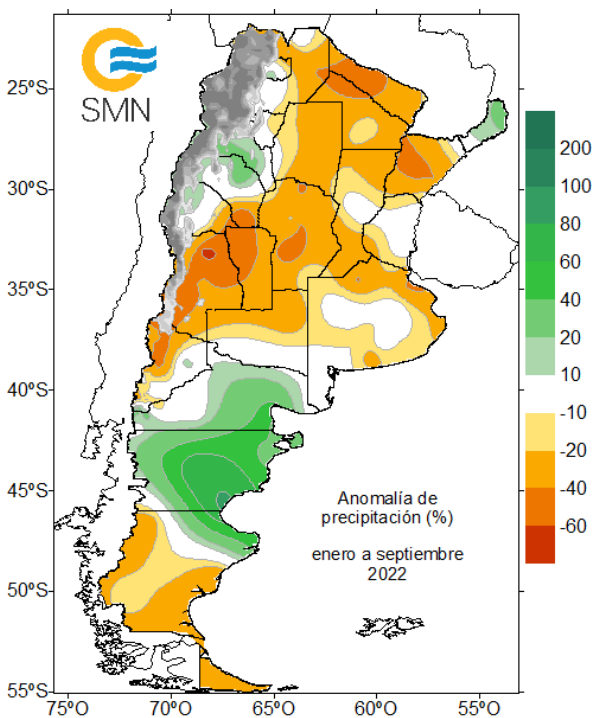 SMN
25ºS
30ºS
35ºS
40ºS
45ºS
50ºS
55ºS
75ºO
70ºO
65ºO
60ºO
55ºO
200
100
80
60
40
20
10
-10
-20
-40
-60
Anomalía de
precipitación (%)
enero a septiembre
2022